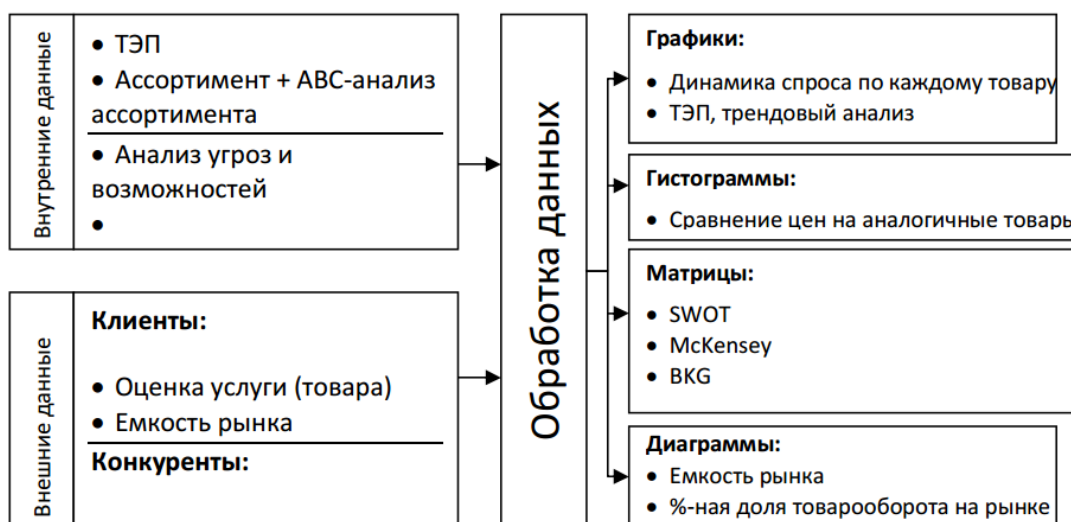 Внутренние данные
• ТЭП
• Ассортимент + АВС-анализ
ассортимента
• Анализ угроз и
возможностей
•
Внешние данные
Клиенты:
• Оценка услуги (товара)
• Емкость рынка
Конкуренты:
Обработка данных
Графики:
• Динамика спроса по каждому товару
• ТЭП, трендовый анализ
Гистограммы:
• Сравнение цен на аналогичные товары
Матрицы:
• SWOT
• McKensey
• BKG
Диаграммы:
• Емкость рынка
• %-ная доля товарооборота на рынке